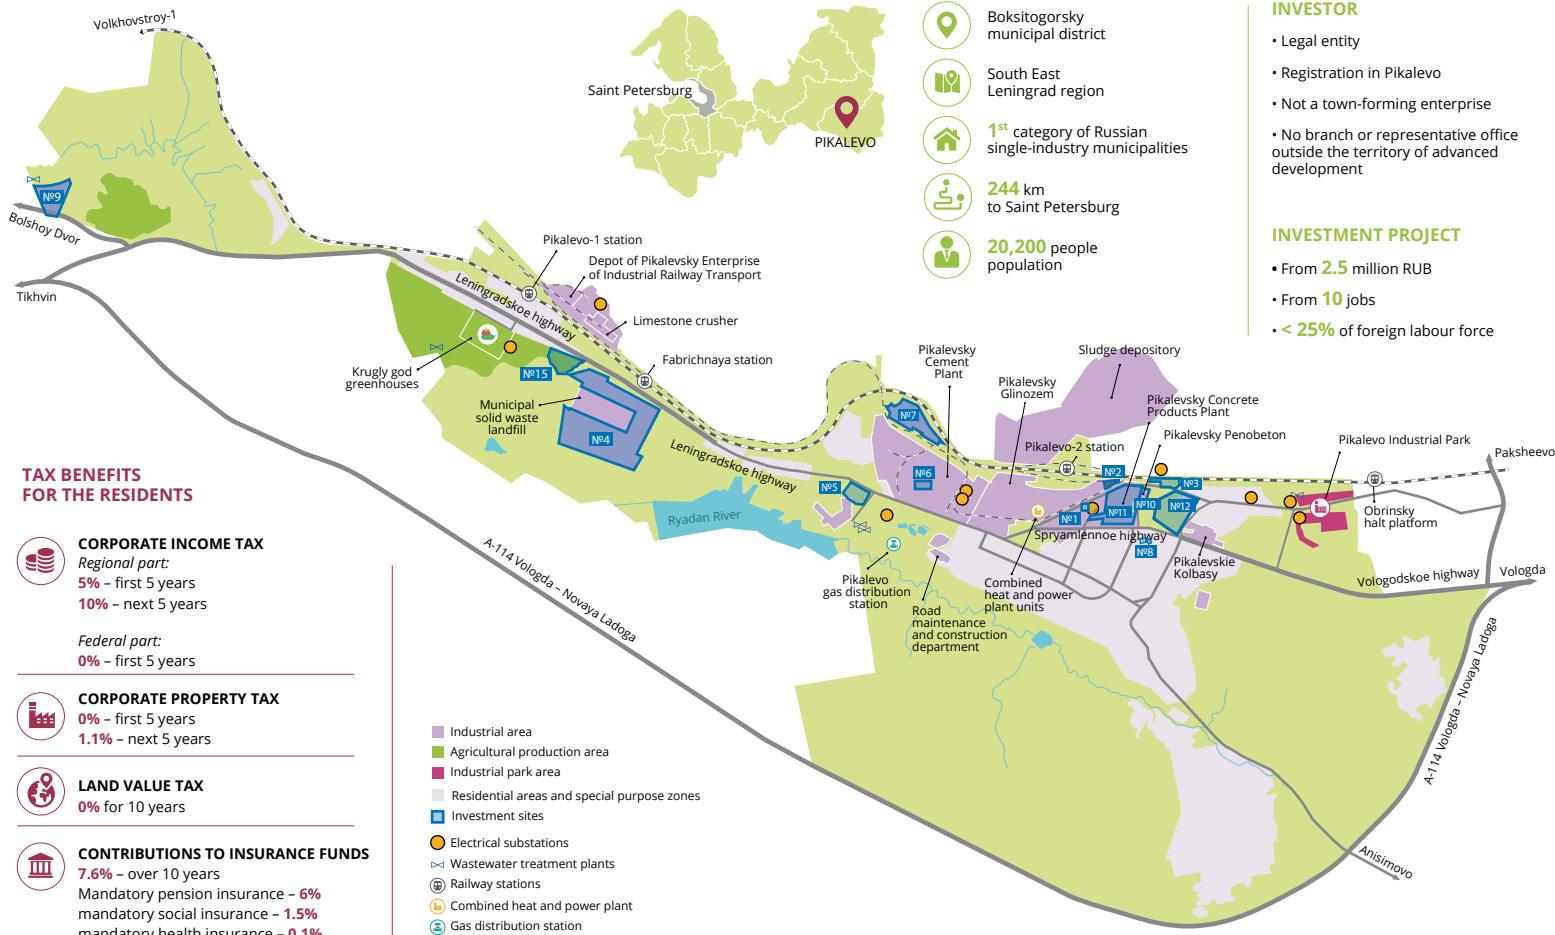 Volkhovstroy-1
№9
Bolshoy Dvor
Tikhvin
Saint Petersburg
PIKALEVO
Boksitogorsky
municipal district
South East
Leningrad region
1st category of Russian
single-industry municipalities
244 km
to Saint Petersburg
20,200 people
population
INVESTOR
• Legal entity
• Registration in Pikalevo
• Not a town-forming enterprise
• No branch or representative office
outside the territory of advanced
development
INVESTMENT PROJECT
• From 2.5 million RUB
• From 10 jobs
• < 25% of foreign labour force
Pikalevo-1 station
Depot of Pikalevsky Enterprise
of Industrial Railway Transport
Leningradskoe highway
Limestone crusher
Fabrichnaya station
Krugly god
greenhouses
№15
Municipal
solid waste
landfill
№4
Leningradskoe highway
Ryadan River
№5
№7
№6
Pikalevsky
Cement
Plant
Pikalevsky
Glinozem
Sludge depository
Pikalevsky Concrete
Products Plant
Pikalevsky Penobeton
Pikalevo-2 station
Pikalevo Industrial Park
Paksheevo
№2
№3
№10
№12
№1
№11
Spryamlennoe highway
№8
Obrinsky
halt platform
Pikalevskie
Kolbasy
Vologodskoe highway
Vologda
Pikalevo
gas distribution
station
Road
maintenance
and construction
department
Combined
heat and power
plant units
A-114 Vologda – Novaya Ladoga
A-114 Vologda – Novaya Ladoga
Anisimovo
TAX BENEFITS
FOR THE RESIDENTS
CORPORATE INCOME TAX
Regional part:
5% – first 5 years
10% – next 5 years
Federal part:
0% – first 5 years
CORPORATE PROPERTY TAX
0% – first 5 years
1.1% – next 5 years
LAND VALUE TAX
0% for 10 years
CONTRIBUTIONS TO INSURANCE FUNDS
7.6% – over 10 years
Mandatory pension insurance – 6%
mandatory social insurance – 1.5%
mandatory health insurance – 0.1%
Industrial area
Agricultural production area
Industrial park area
Residential areas and special purpose zones
Investment sites
Electrical substations
Wastewater treatment plants
Railway stations
Combined heat and power plant
Gas distribution station